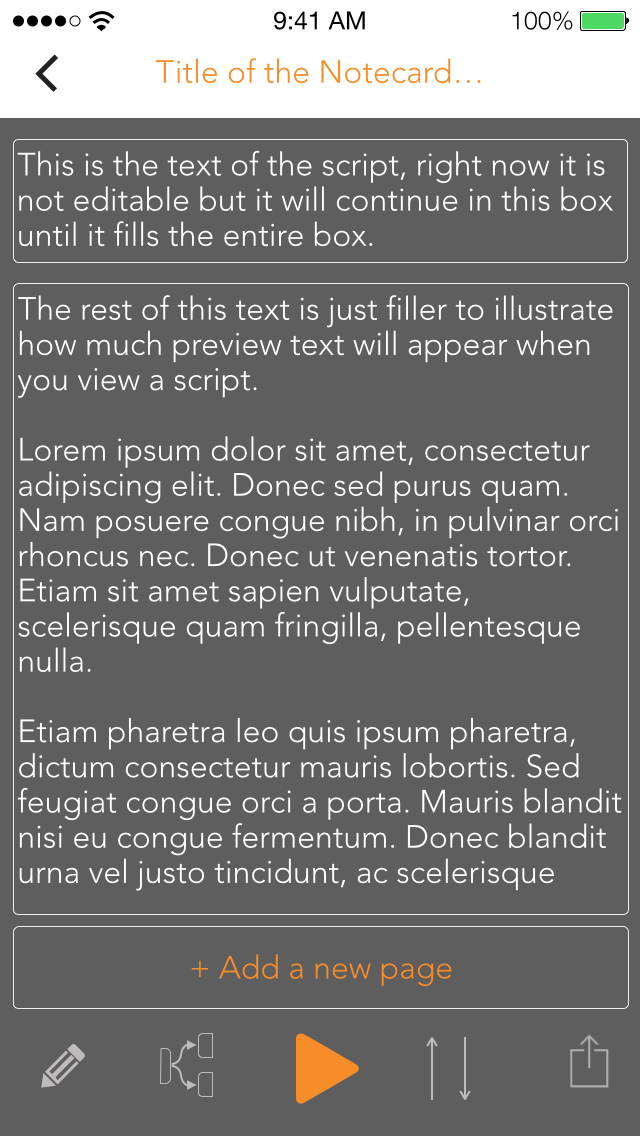 9:41 AM 100%
Title of the Notecard...
This is the text of the script, right now it is
not editable but it will continue in this box
until it fills the entire box.
The rest of this text is just filler to illustrate
how much preview text will appear when
you view a script.
Lorem ipsum dolor sit amet, consectetur
adipiscing elit. Donec sed purus quam.
Nam posuere congue nibh, in pulvinar orci
rhoncus nec. Donec ut venenatis tortor.
Etiam sit amet sapien vulputate,
scelerisque quam fringilla, pellentesque
nulla.
Etiam pharetra leo quis ipsum pharetra,
dictum consectetur mauris lobortis. Sed
feugiat congue orci a porta. Mauris blandit
nisi eu congue fermentum. Donec blandit
urna vel justo tincidunt, ac scelerisque
+ Add a new page